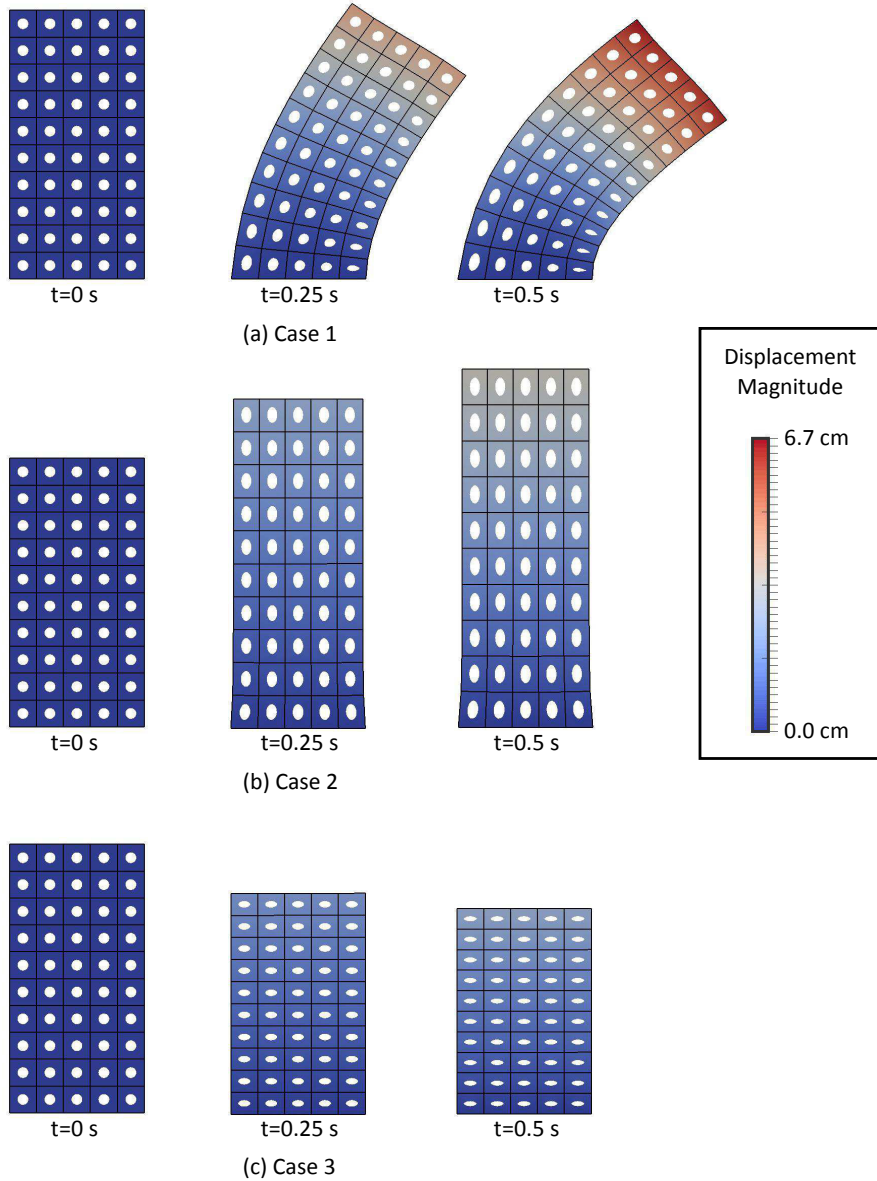 t=0 s
t=0.25 s
t=0.5 s
(a) Case 1
Displacement
Magnitude
6.7 cm
0.0 cm
t=0 s
t=0.25 s
t=0.5 s
(b) Case 2
t=0 s
t=0.25 s
t=0.5 s
(c) Case 3